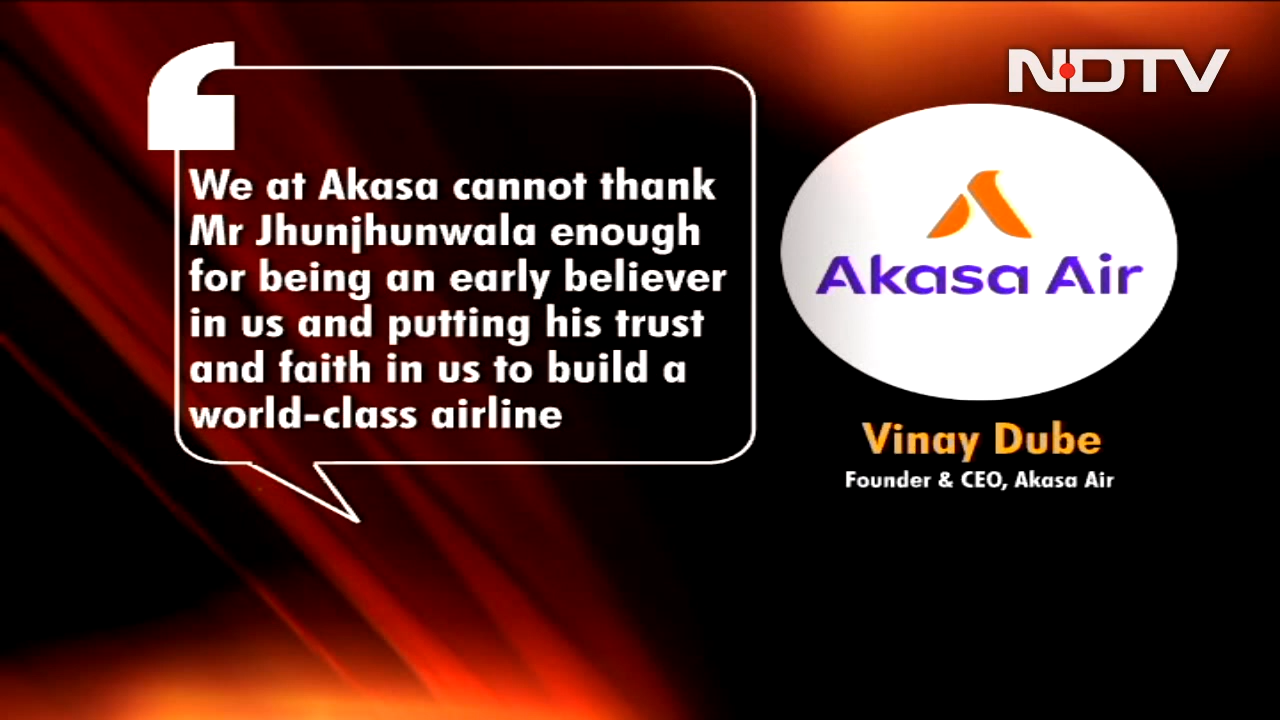 NDTV
We at Akasa cannot thank
Mr Jhunjhunwala enough
for being an early believer
in us and putting his trust
and faith in us to build a
world-class airline
Akasa Air
Vinay Dube
Founder & CEO, Akasa Air